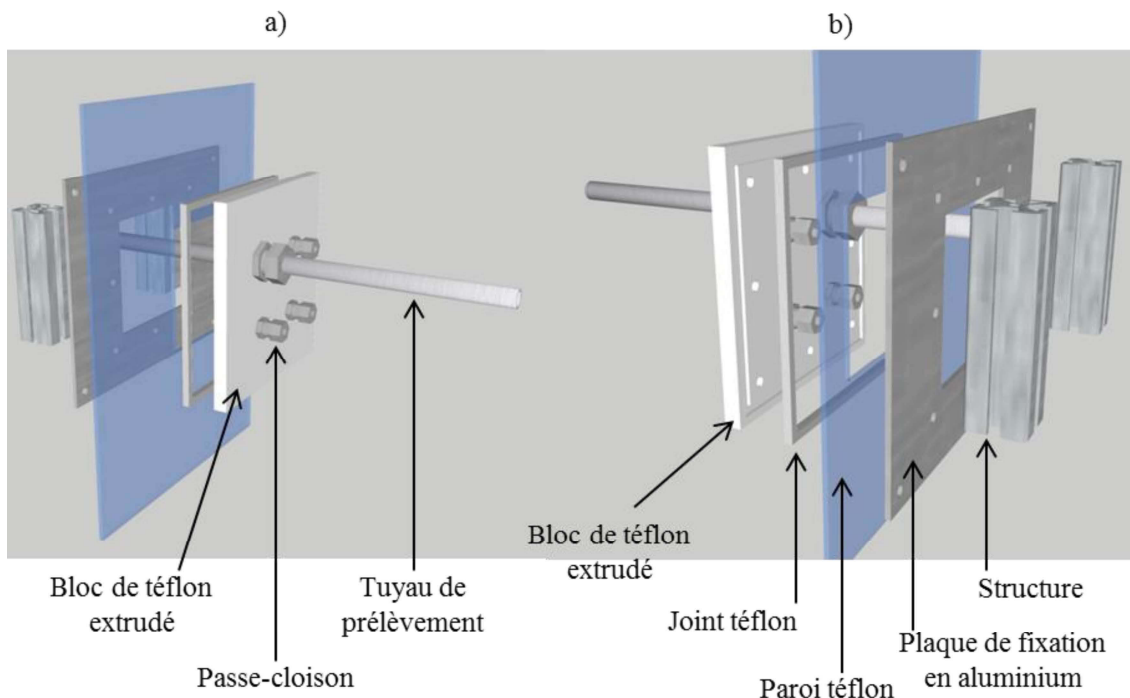 a)
b)
Bloc de téflon
extrudé
Tuyau de
prélèvement
Passe-cloison
Bloc de téflon
extrudé
Joint téflon
Paroi téflon
Plaque de fixation
en aluminium
Structure